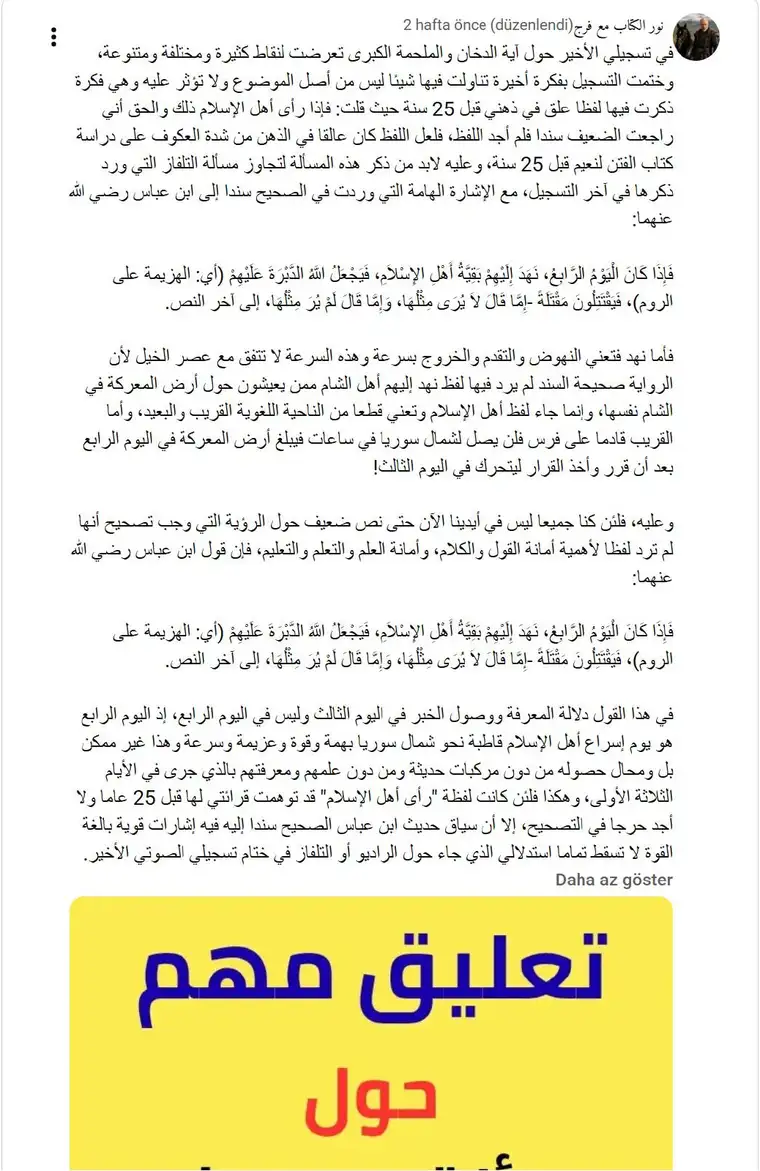 نور الكتاب مع فرج 2 hafta önce (düzenlendi)
في تسجيلي الأخير حول آية الدخان والملحمة الكبرى تعرضت لنقاط كثيرة ومختلفة ومتنوعة،
وختمت التسجيل بفكرة أخيرة تناولت فيها شيئا ليس من أصل الموضوع ولا تؤثر عليه وهي فكرة
ذكرت فيها لفظا علق في ذهني قبل 25 سنة حيث قلت: فإذا رأى أهل الإسلام ذلك والحق أني
راجعت الضعيف سندا فلم أجد اللفظ، فلعل اللفظ كان عالقا في الذهن من شدة العكوف على دراسة
كتاب الفتن لنعيم قبل 25 سنة، وعليه لابد من ذكر هذه المسألة لتجاوز مسألة التلفاز التي ورد
ذكرها في آخر التسجيل، مع الإشارة الهامة التي وردت في الصحيح سندا إلى ابن عباس رضي الله
عنهما:
فَإِذَا كَانَ الْيَوْمُ الرَّابِعُ، نَهَدَ إِلَيْهِمْ بَقِيَّةُ أَهْلِ الإِسْلاَمِ، فَيَجْعَلُ اللهُ الدَّبْرَةَ عَلَيْهِمْ (أي: الهزيمة على
الروم)، فَيَقْتَتِلُونَ مَقْتَلَةً -إِمَّا قَالَ لاَ يُرَى مِثْلُهَا، وَإِمَّا قَالَ لَمْ يُرَ مِثْلُهَا، إلى آخر النص.
فأما نهد فتعني النهوض والتقدم والخروج بسرعة وهذه السرعة لا تتفق مع عصر الخيل لأن
الرواية صحيحة السند لم يرد فيها لفظ نهد إليهم أهل الشام ممن يعيشون حول أرض المعركة في
الشام نفسها، وإنما جاء لفظ أهل الإسلام وتعني قطعا من الناحية اللغوية القريب والبعيد، وأما
القريب قادما على فرس فلن يصل لشمال سوريا في ساعات فيبلغ أرض المعركة في اليوم الرابع
بعد أن قرر وأخذ القرار ليتحرك في اليوم الثالث!
وعليه، فلئن كنا جميعا ليس في أيدينا الآن حتى نص ضعيف حول الرؤية التي وجب تصحيح أنها
لم ترد لفظا لأهمية أمانة القول والكلام، وأمانة العلم والتعلم والتعليم، فإن قول ابن عباس رضي الله
عنهما:
فَإِذَا كَانَ الْيَوْمُ الرَّابِعُ، نَهَدَ إِلَيْهِمْ بَقِيَّةُ أَهْلِ الإِسْلاَمِ، فَيَجْعَلُ اللهُ الدَّبْرَةَ عَلَيْهِمْ (أي: الهزيمة على
الروم)، فَيَقْتَتِلُونَ مَقْتَلَةً -إِمَّا قَالَ لاَ يُرَى مِثْلُهَا، وَإِمَّا قَالَ لَمْ يُرَ مِثْلُهَا، إلى آخر النص.
في هذا القول دلالة المعرفة ووصول الخبر في اليوم الثالث وليس في اليوم الرابع، إذ اليوم الرابع
هو يوم إسراع أهل الإسلام قاطبة نحو شمال سوريا بهمة وقوة وعزيمة وسرعة وهذا غير ممكن
بل ومحال حصوله من دون مركبات حديثة ومن دون علمهم ومعرفتهم بالذي جرى في الأيام
الثلاثة الأولى، وهكذا فلئن كانت لفظة "رأى أهل الإسلام" قد توهمت قرائتي لها قبل 25 عاما ولا
أجد حرجا في التصحيح، إلا أن سياق حديث ابن عباس الصحيح سندا إليه فيه إشارات قوية بالغة
القوة لا تسقط تماما استدلالي الذي جاء حول الراديو أو التلفاز في ختام تسجيلي الصوتي الأخير.
Daha az göster
تعليق مهم
حول